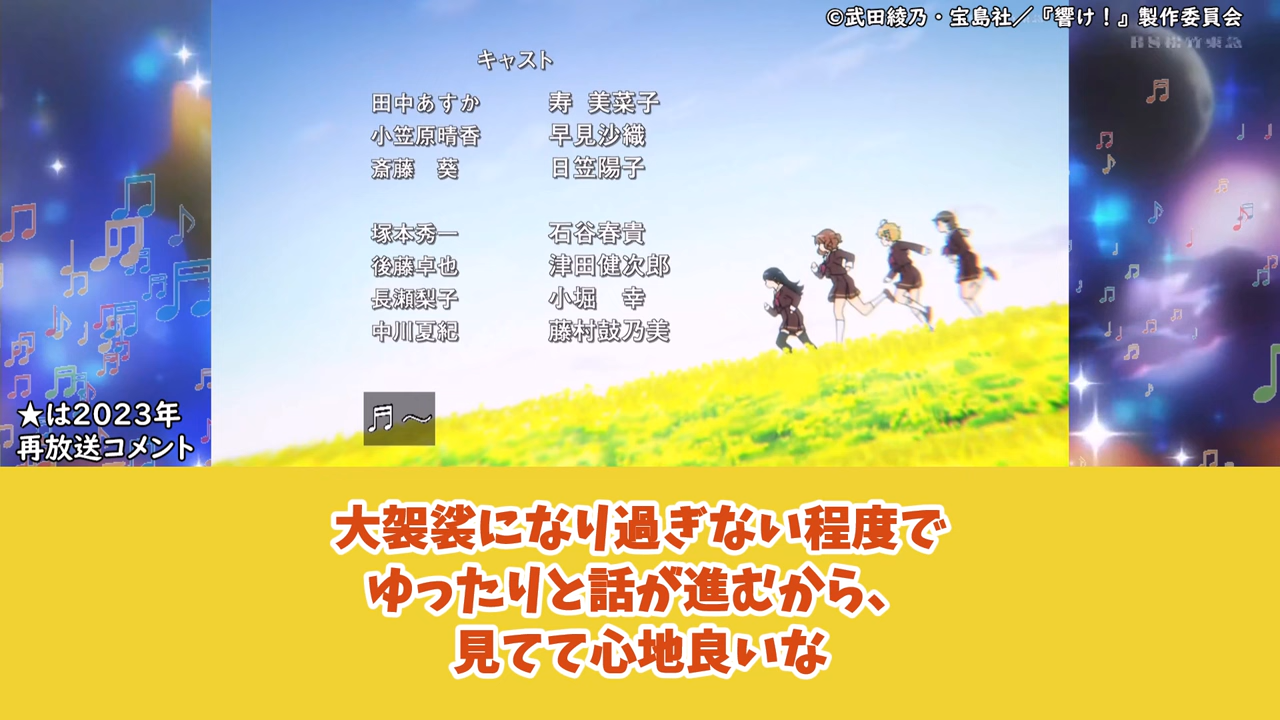 ©武田綾乃・宝島社／『響け！』製作委員会
BS松竹東急
キャスト
田中あすか 寿 美菜子
小笠原晴香 早見沙織
斎藤 葵 日笠陽子
塚本秀一 石谷春貴
後藤卓也 津田健次郎
長瀬梨子 小堀 幸
中川夏紀 藤村鼓乃美
♬～
★は2023年
再放送コメント
大袈裟になり過ぎない程度で
ゆったりと話が進むから、
見てて心地良いな